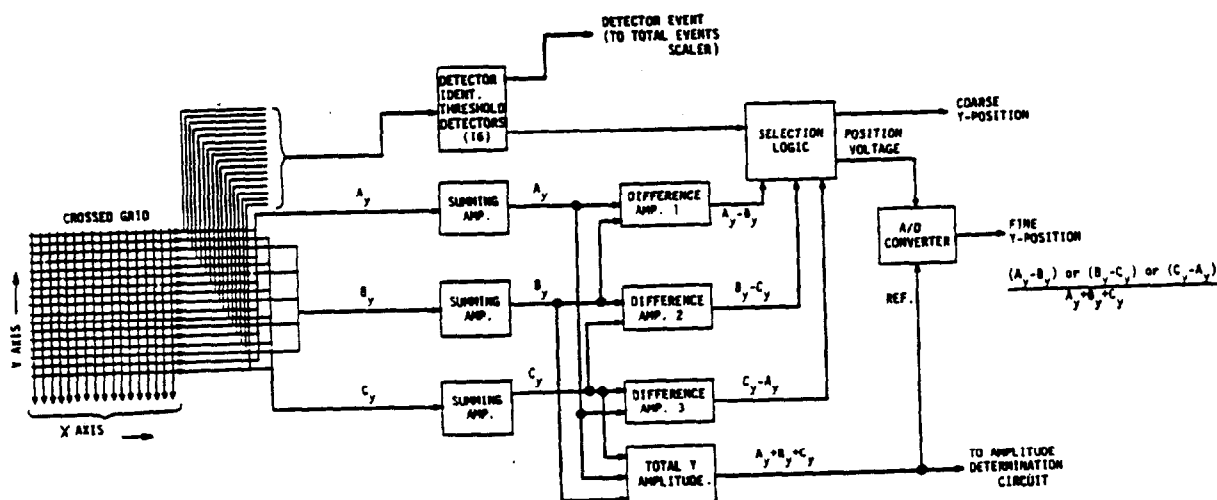 DETECTOR EVENT
(TO TOTAL EVENTS
SCALER)
DETECTOR
IDENT.
THRESHOLD
DETECTORS
(16)
SELECTION
LOGIC
COARSE
Y-POSITION
POSITION
VOLTAGE
CROSSED GRID
A_y
SUMMING
AMP.
A_y
DIFFERENCE
AMP. 1
A_y-B_y
A/D
CONVERTER
FINE
Y-POSITION
(A_y-B_y) or (B_y-C_y) or (C_y-A_y)
A_y+B_y+C_y
REF.
Y AXIS
B_y
SUMMING
AMP.
B_y
DIFFERENCE
AMP. 2
B_y-C_y
C_y
SUMMING
AMP.
C_y
DIFFERENCE
AMP. 3
C_y-A_y
X AXIS
TOTAL Y
AMPLITUDE.
A_y+B_y+C_y
TO AMPLITUDE
DETERMINATION
CIRCUIT